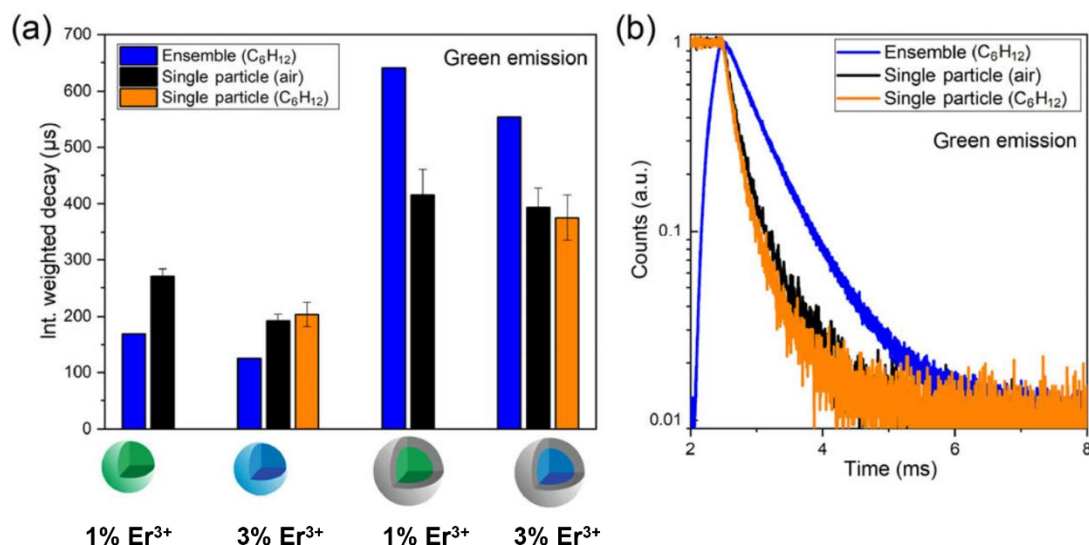 (a)
Int. weighted decay (µs)
700
600
500
400
300
200
100
0
Ensemble (C₆H₁₂)
Single particle (air)
Single particle (C₆H₁₂)
Green emission
1% Er³⁺
3% Er³⁺
1% Er³⁺
3% Er³⁺
(b)
Counts (a.u.)
1
0.1
0.01
Ensemble (C₆H₁₂)
Single particle (air)
Single particle (C₆H₁₂)
Green emission
2
4
6
8
Time (ms)